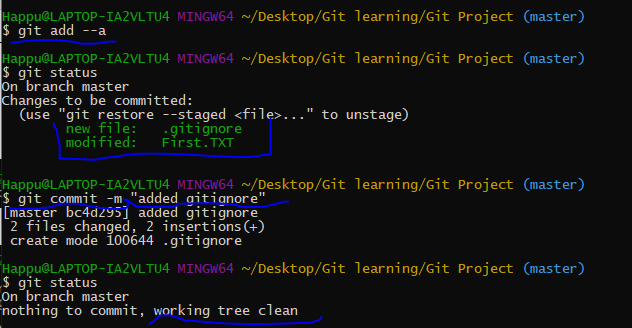 Happu@LAPTOP-IA2VLTU4 MINGW64 ~/Desktop/Git learning/Git Project (master)
$ git add --a
Happu@LAPTOP-IA2VLTU4 MINGW64 ~/Desktop/Git learning/Git Project (master)
$ git status
On branch master
Changes to be committed:
  (use "git restore --staged <file>..." to unstage)
        new file:   .gitignore
        modified:   First.TXT
Happu@LAPTOP-IA2VLTU4 MINGW64 ~/Desktop/Git learning/Git Project (master)
$ git commit -m "added gitignore"
[master bc4d295] added gitignore
 2 files changed, 2 insertions(+)
 create mode 100644 .gitignore
Happu@LAPTOP-IA2VLTU4 MINGW64 ~/Desktop/Git learning/Git Project (master)
$ git status
On branch master
nothing to commit, working tree clean